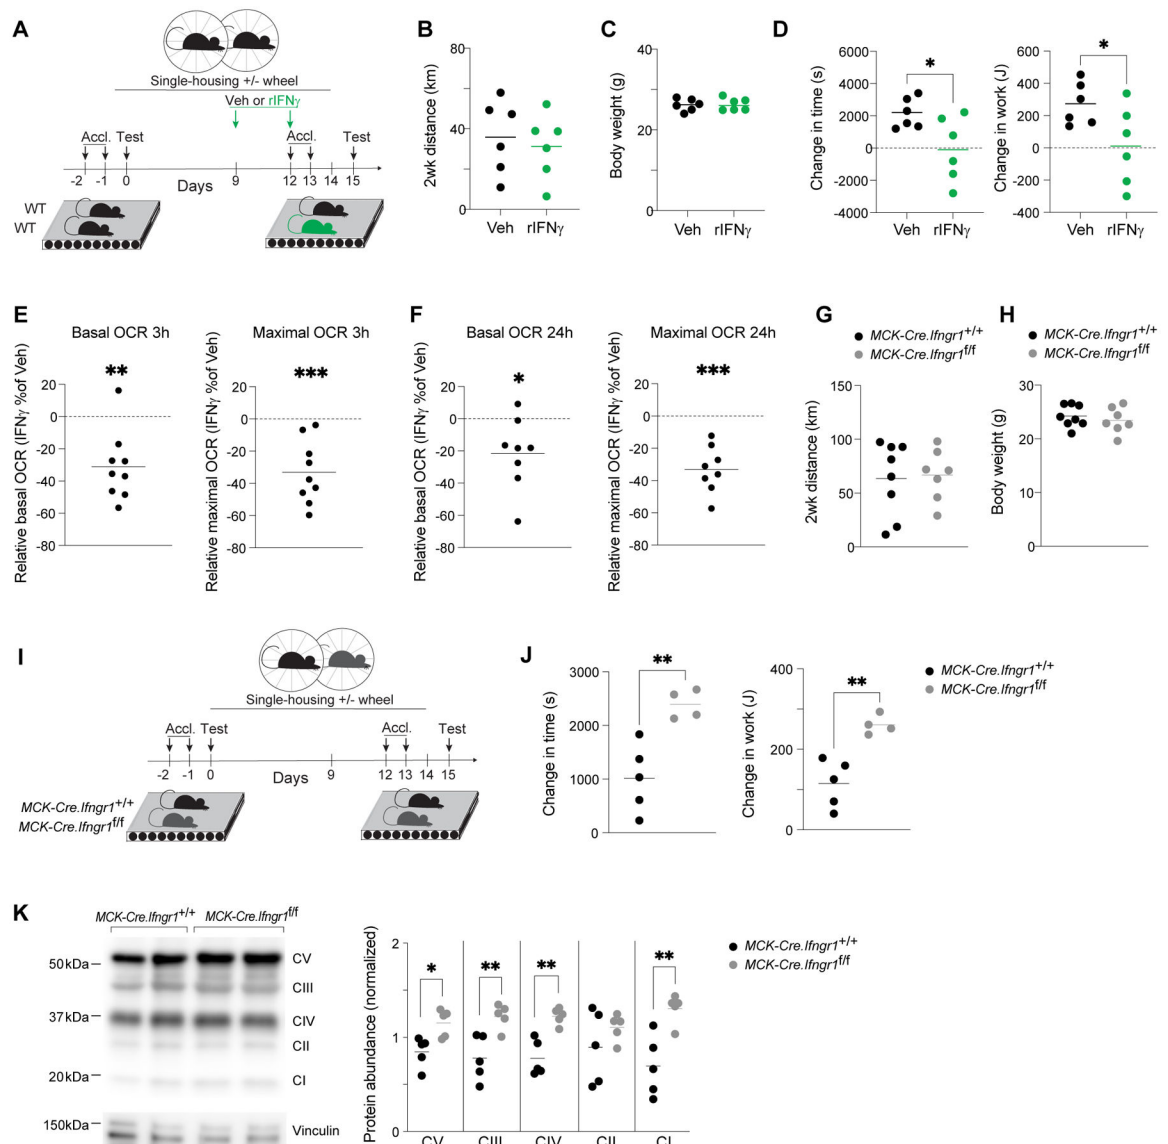 A
Single-housing +/- wheel
Veh or rIFNγ
Accl. Test
Accl. Test
-2 -1 0 9 12 13 14 15
Days
WT
WT
B
2wk distance (km)
80
40
0
Veh rIFNγ
C
Body weight (g)
40
20
0
Veh rIFNγ
D
Change in time (s)
6000
4000
2000
0
-2000
-4000
*
Veh rIFNγ
Change in work (J)
600
400
200
0
-200
-400
*
Veh rIFNγ
E
Basal OCR 3h
**
Relative basal OCR (IFNγ %of Veh)
20
0
-20
-40
-60
-80
Maximal OCR 3h
***
Relative maximal OCR (IFNγ %of Veh)
20
0
-20
-40
-60
-80
F
Basal OCR 24h
*
Relative basal OCR (IFNγ %of Veh)
20
0
-20
-40
-60
-80
Maximal OCR 24h
***
Relative maximal OCR (IFNγ %of Veh)
20
0
-20
-40
-60
-80
G
MCK-Cre.Ifngr1+/+
MCK-Cre.Ifngr1f/f
2wk distance (km)
150
100
50
0
H
MCK-Cre.Ifngr1+/+
MCK-Cre.Ifngr1f/f
Body weight (g)
30
20
10
0
I
Single-housing +/- wheel
Accl. Test
Accl. Test
-2 -1 0 9 12 13 14 15
Days
MCK-Cre.Ifngr1+/+
MCK-Cre.Ifngr1f/f
J
Change in time (s)
3000
2000
1000
0
**
Change in work (J)
400
200
0
**
MCK-Cre.Ifngr1+/+
MCK-Cre.Ifngr1f/f
K
MCK-Cre.Ifngr1+/+ MCK-Cre.Ifngr1f/f
50kDa
37kDa
20kDa
150kDa
CV
CIII
CIV
CII
CI
Vinculin
Protein abundance (normalized)
2
1
0
* ** ** **
CV CIII CIV CII CI
MCK-Cre.Ifngr1+/+
MCK-Cre.Ifngr1f/f